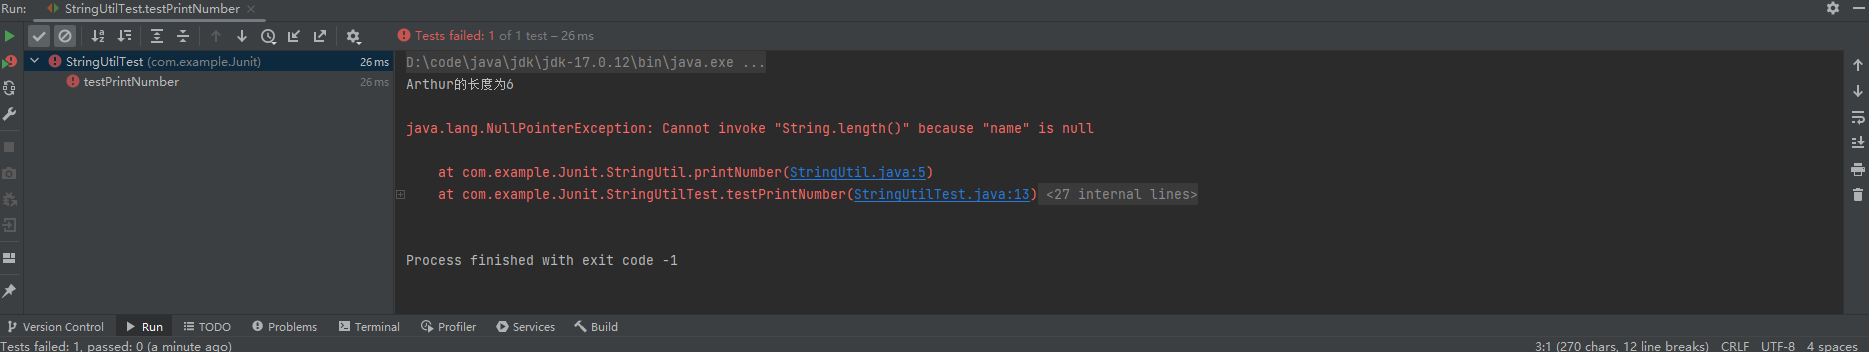 Run: StringUtilTest.testPrintNumber
Tests failed: 1 of 1 test – 26 ms
StringUtilTest (com.example.Junit) 26 ms
testPrintNumber 26 ms
D:\code\java\jdk\jdk-17.0.12\bin\java.exe ...
Arthur的长度为6
java.lang.NullPointerException: Cannot invoke "String.length()" because "name" is null
at com.example.Junit.StringUtil.printNumber(StringUtil.java:5)
at com.example.Junit.StringUtilTest.testPrintNumber(StringUtilTest.java:13) <27 internal lines>
Process finished with exit code -1
Version Control Run TODO Problems Terminal Profiler Services Build
Tests failed: 1, passed: 0 (a minute ago) 3:1 (270 chars, 12 line breaks) CRLF UTF-8 4 spaces